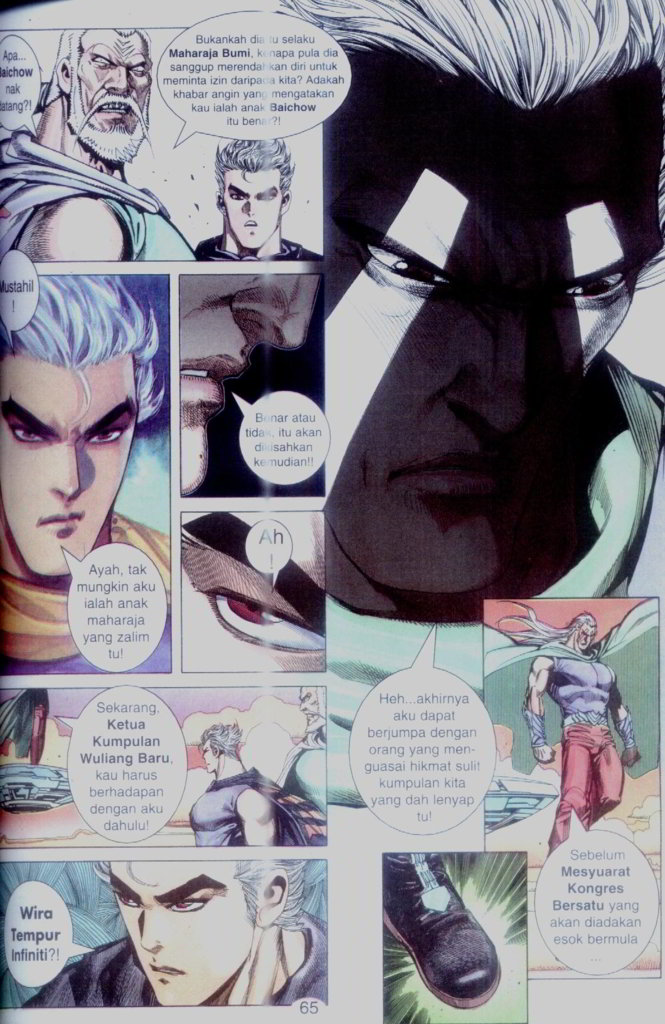 Apa...
Baichow
nak
datang?!
Bukankah dia tu selaku
Maharaja Bumi, kenapa pula dia
sanggup merendahkan diri untuk
meminta izin daripada kita? Adakah
khabar angin yang mengatakan
kau ialah anak Baichow
itu benar?!
Mustahil
!
Ayah, tak
mungkin aku
ialah anak
maharaja
yang zalim
tu!
Benar atau
tidak, itu akan
dikisahkan
kemudian!!
Ah
!
Sekarang,
Ketua
Kumpulan
Wuliang Baru,
kau harus
berhadapan
dengan aku
dahulu!
Wira
Tempur
Infiniti?!
Heh...akhirnya
aku dapat
berjumpa dengan
orang yang men-
guasai hikmat sulit
kumpulan kita
yang dah lenyap
tu!
Sebelum
Mesyuarat
Kongres
Bersatu yang
akan diadakan
esok bermula
...
65